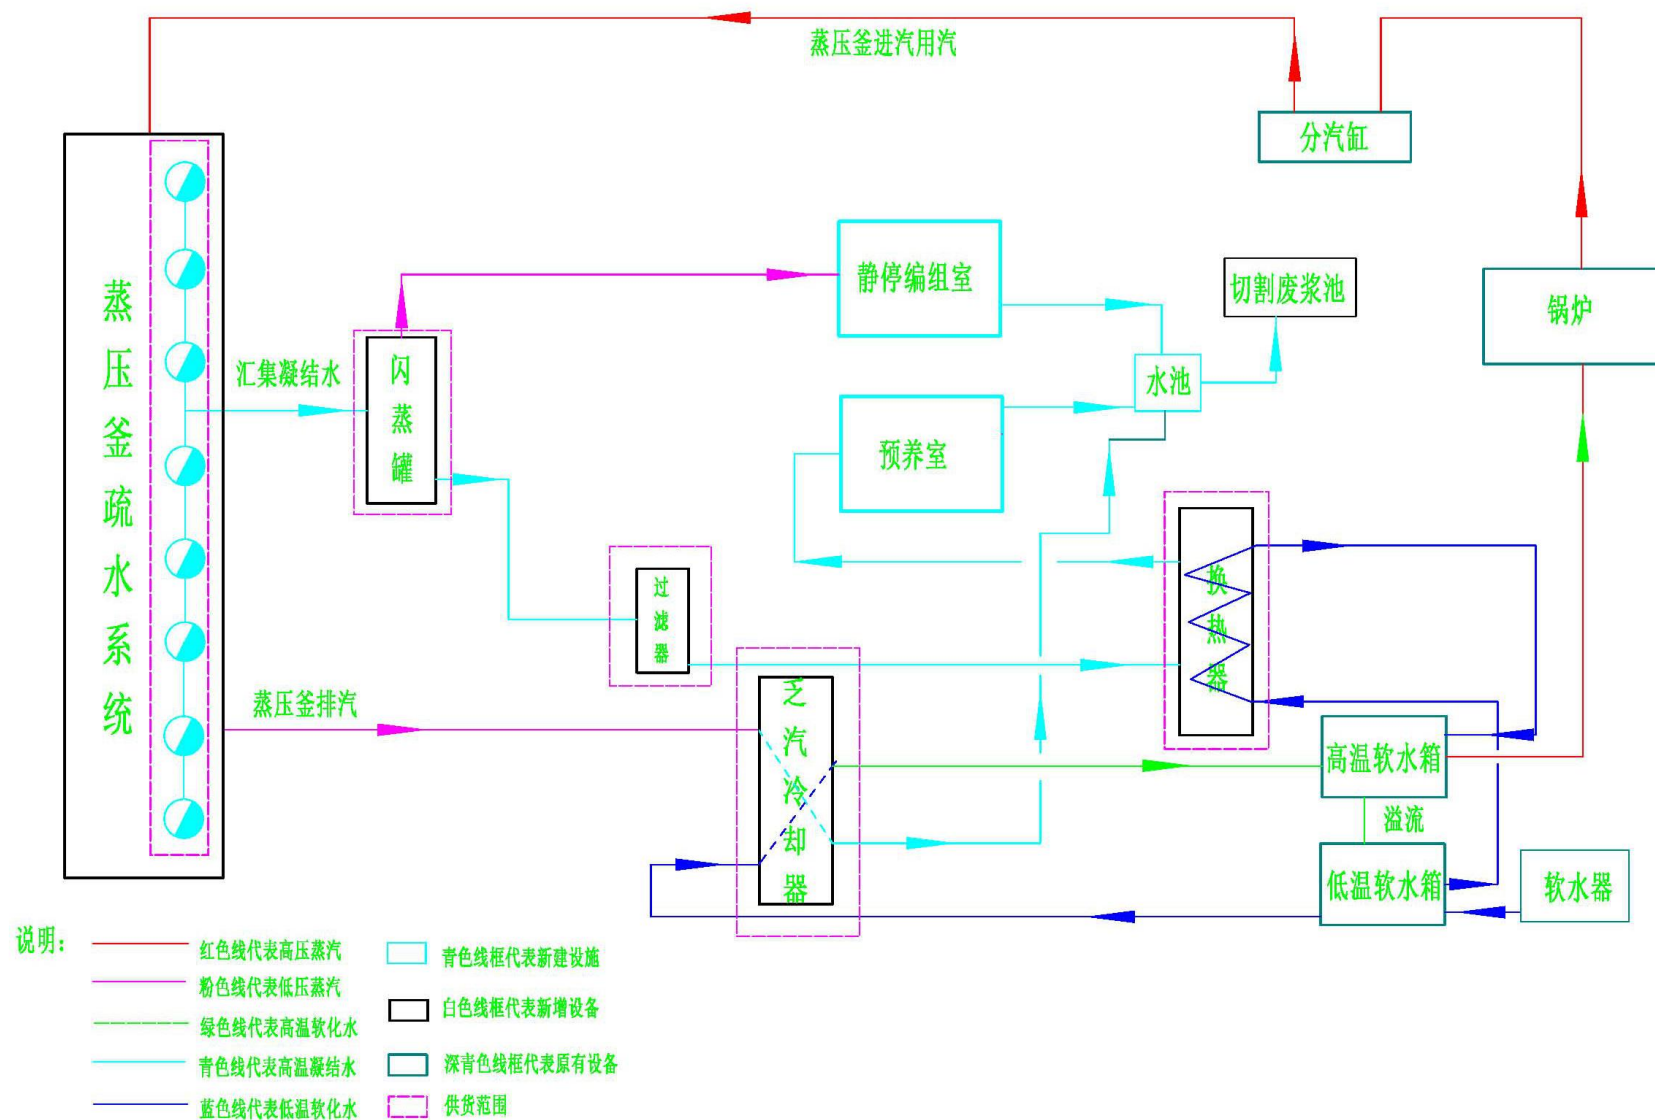 蒸压釜进汽用汽
分汽缸
蒸压釜疏水系统
静停编组室
切割废浆池
锅炉
汇集凝结水
闪蒸罐
水池
预养室
过滤器
换热器
蒸压釜排汽
乏汽冷却器
高温软水箱
溢流
低温软水箱
软水器
说明：
红色线代表高压蒸汽
粉色线代表低压蒸汽
绿色线代表高温软化水
青色线代表高温凝结水
蓝色线代表低温软化水
青色线框代表新建设施
白色线框代表新增设备
深青色线框代表原有设备
供货范围